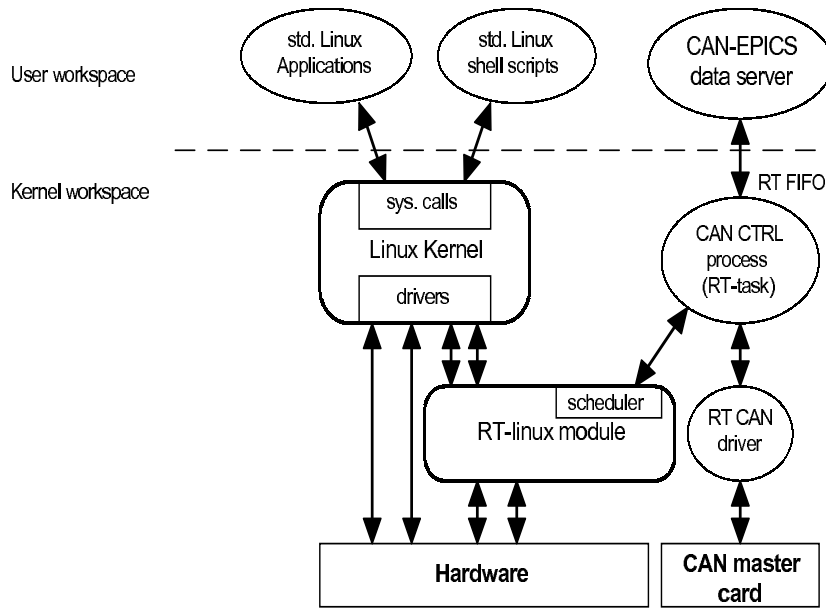 User workspace
std. Linux
Applications
std. Linux
shell scripts
CAN-EPICS
data server
Kernel workspace
RT FIFO
sys. calls
Linux Kernel
drivers
CAN CTRL
process
(RT-task)
scheduler
RT-linux module
RT CAN
driver
Hardware
CAN master
card